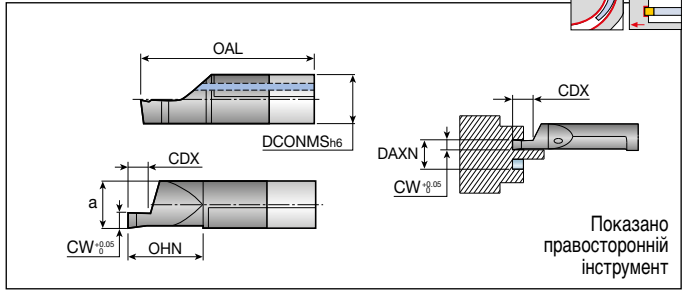 OAL
DCONMSh6
CDX
a
CW +0.05 0
OHN
CDX
DAXN
CW +0.05 0
Показано
правосторонній
інструмент